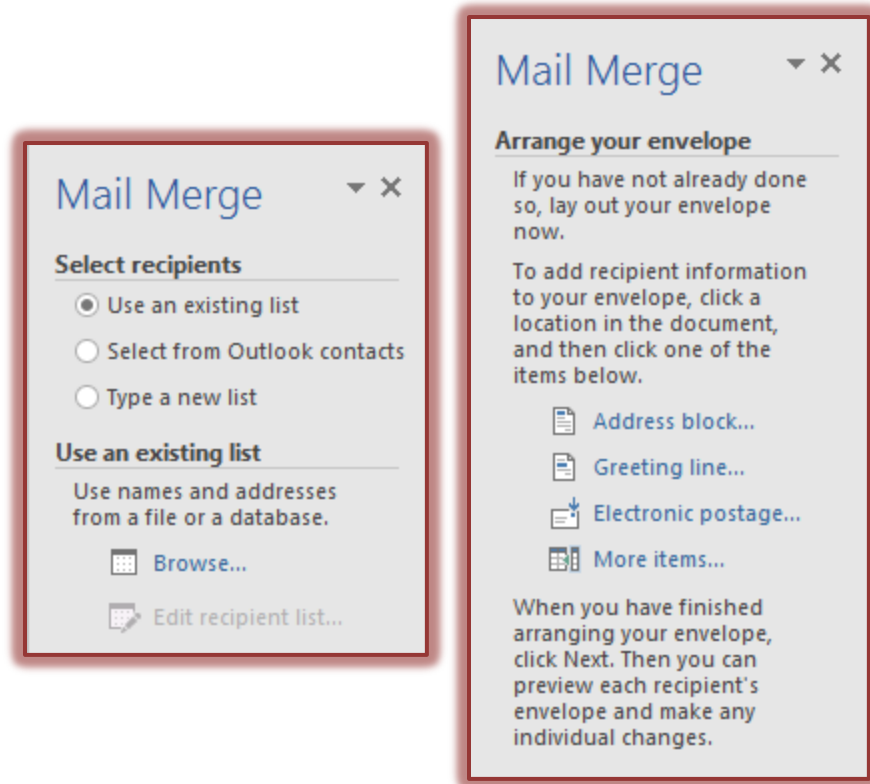 Mail Merge
Select recipients
Use an existing list
Select from Outlook contacts
Type a new list
Use an existing list
Use names and addresses
from a file or a database.
Browse...
Edit recipient list...
Mail Merge
Arrange your envelope
If you have not already done
so, lay out your envelope
now.
To add recipient information
to your envelope, click a
location in the document,
and then click one of the
items below.
Address block...
Greeting line...
Electronic postage...
More items...
When you have finished
arranging your envelope,
click Next. Then you can
preview each recipient's
envelope and make any
individual changes.